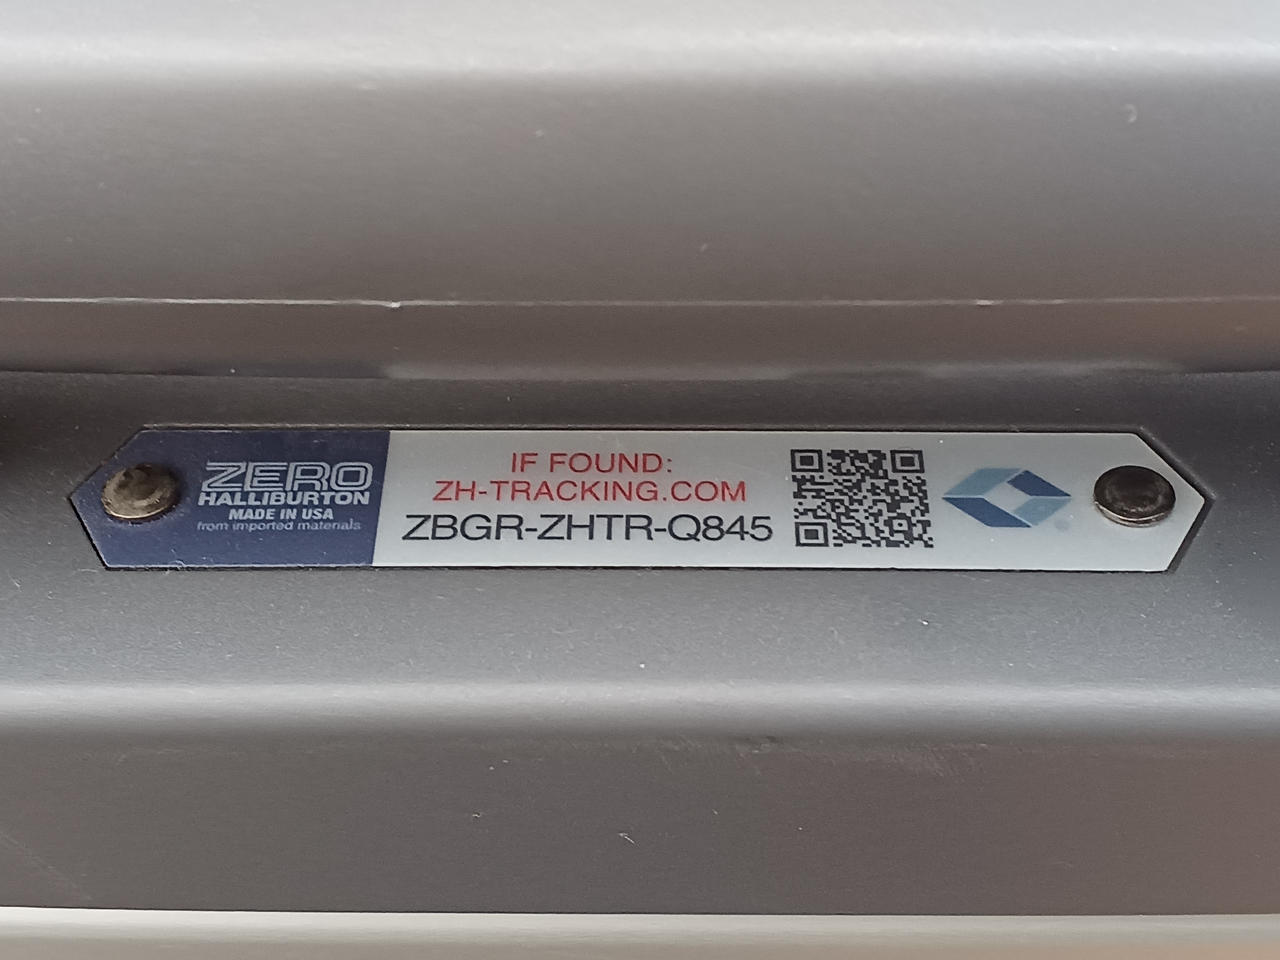 ZERO
HALLIBURTON
MADE IN USA
from imported materials
IF FOUND:
ZH-TRACKING.COM
ZBGR-ZHTR-Q845